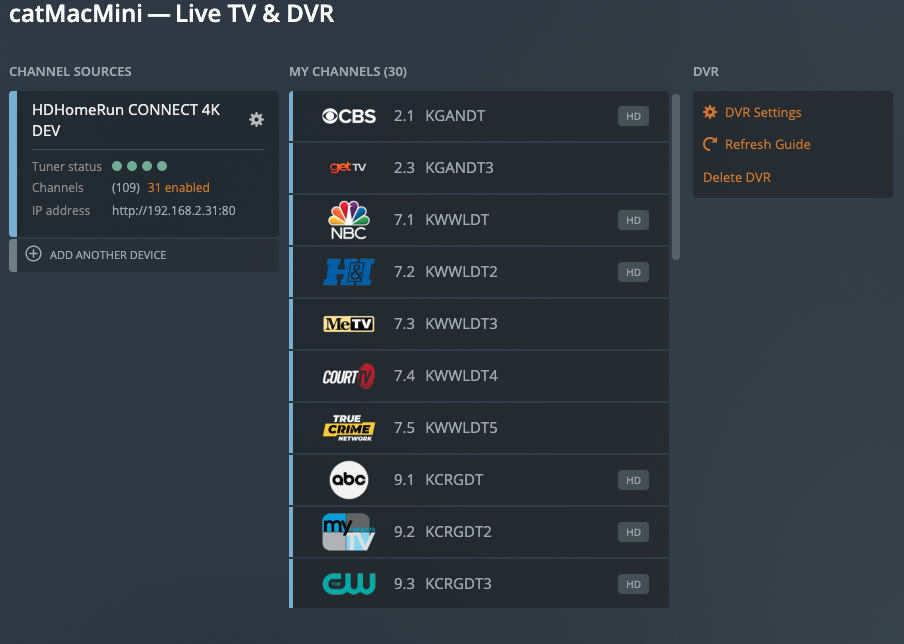 catMacMini — Live TV & DVR
CHANNEL SOURCES
HDHomeRun CONNECT 4K
DEV
Tuner status
Channels (109) 31 enabled
IP address http://192.168.2.31:80
ADD ANOTHER DEVICE
MY CHANNELS (30)
CBS 2.1 KGANDT HD
getTV 2.3 KGANDT3
NBC 7.1 KWWLDT HD
H&I 7.2 KWWLDT2 HD
MeTV 7.3 KWWLDT3
COURT TV 7.4 KWWLDT4
TRUE CRIME NETWORK 7.5 KWWLDT5
abc 9.1 KCRGDT HD
my TV 9.2 KCRGDT2 HD
THE CW 9.3 KCRGDT3 HD
DVR
DVR Settings
Refresh Guide
Delete DVR